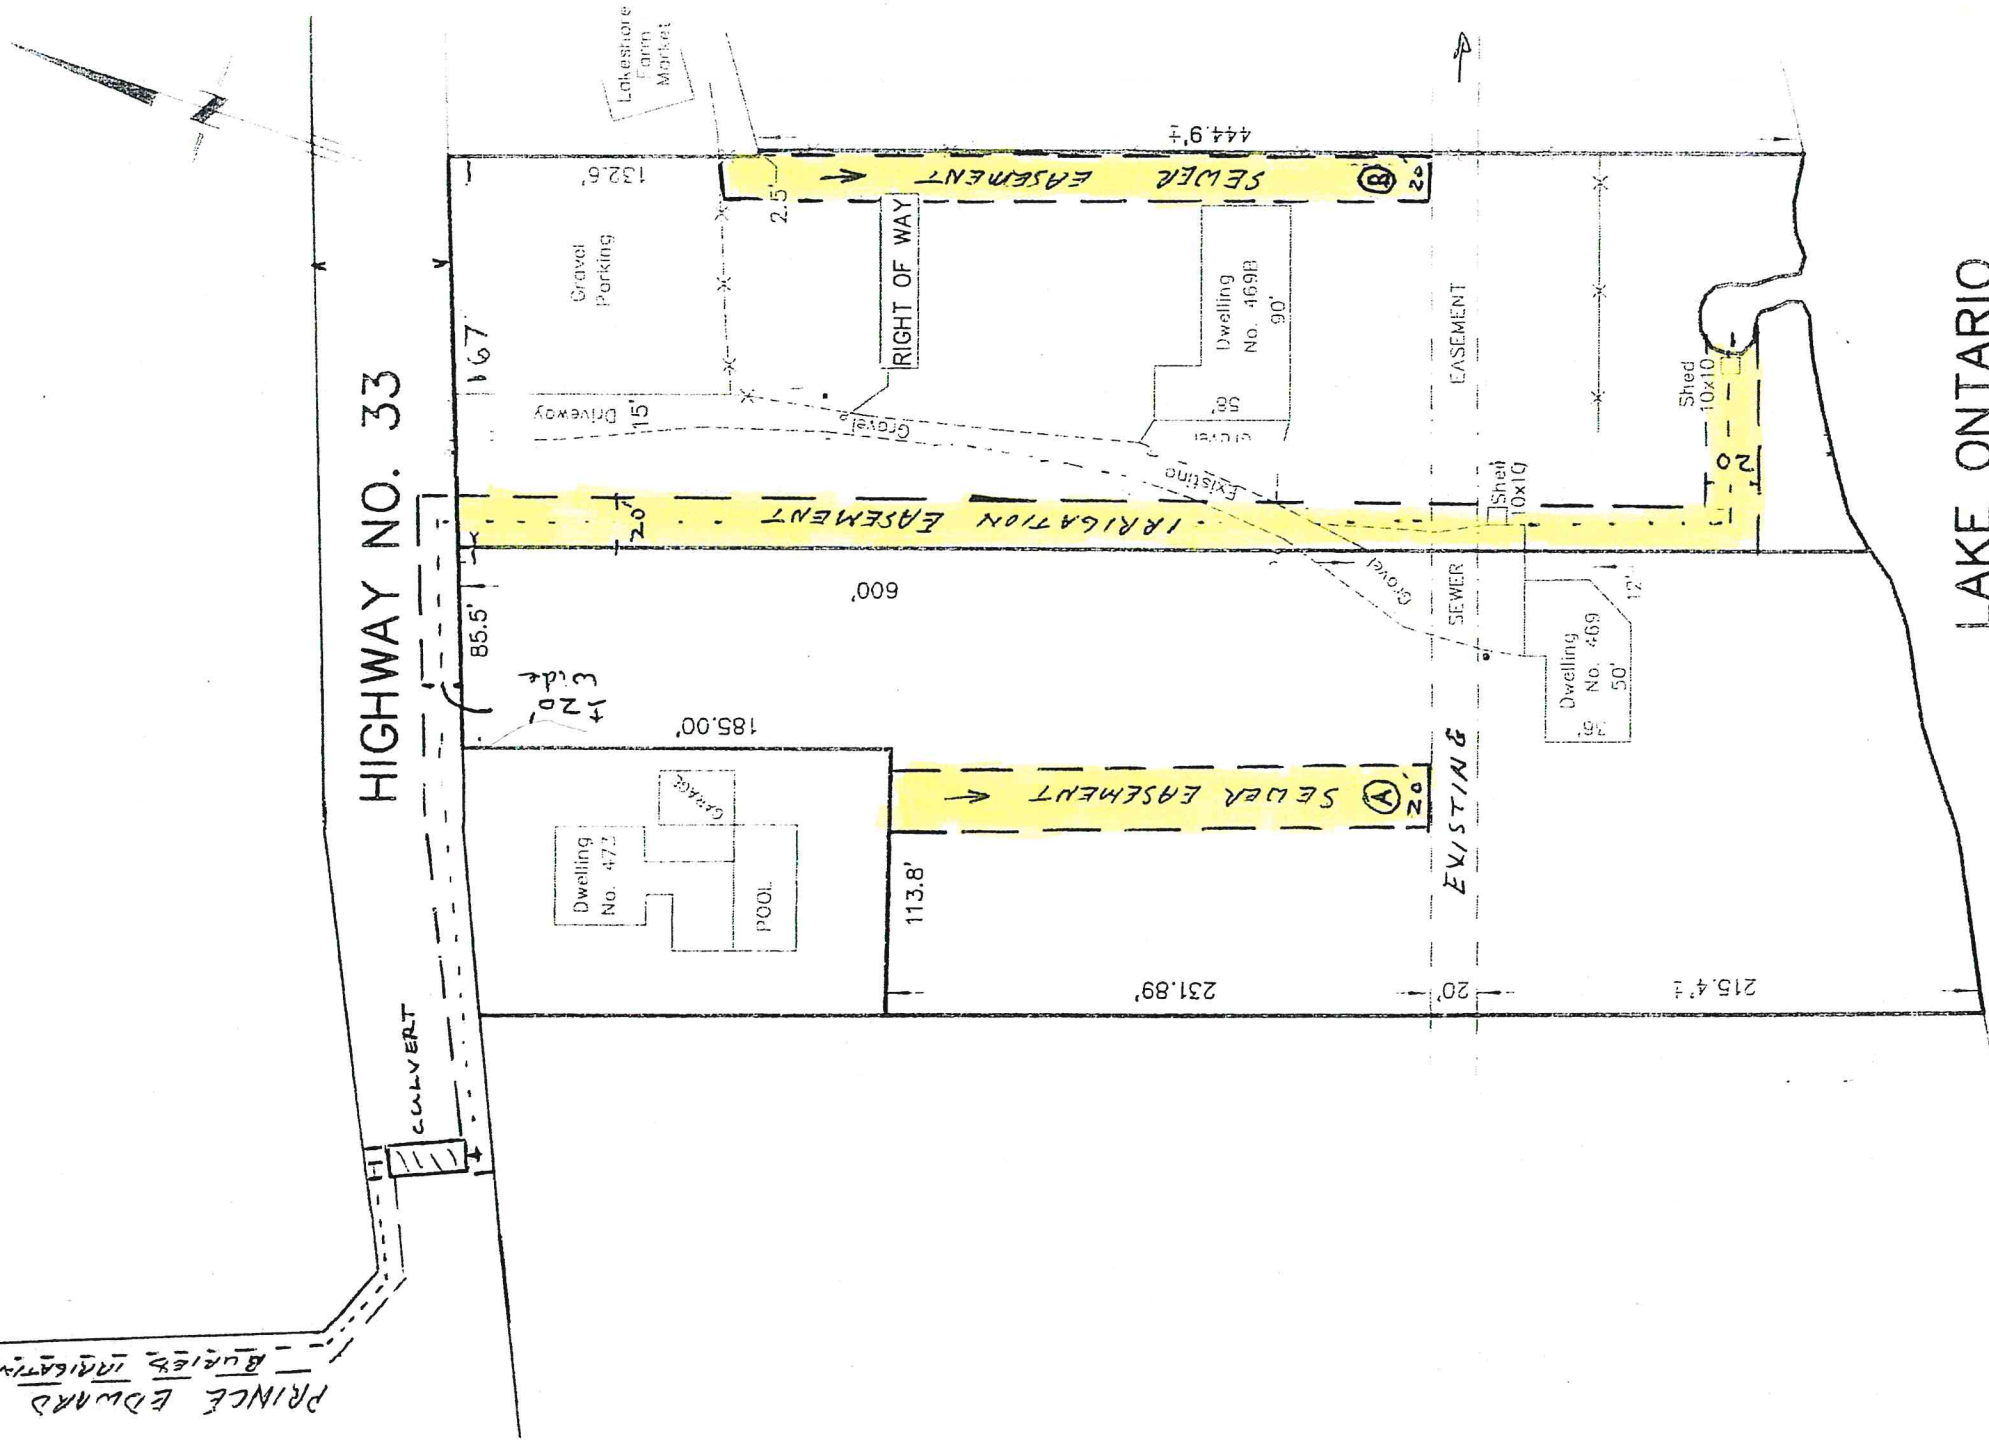 Lakeshore
Farm
Market
HIGHWAY NO. 33
167
132.6'
444.9'±
Gravel
Parking
2.5'
SEWER EASEMENT
B
20'
RIGHT OF WAY
Driveway
15'
Gravel
Dwelling
No. 469B
90'
58'
Gravel
Existing
Gravel
EASEMENT
Shed
10x10
20
IRRIGATION EASEMENT
20'
Shed
10x10
85.5'
600'
SEWER
12'
Dwelling
No. 469
50'
36'
±20'
wide
185.00'
GARAGE
Dwelling
No. 473
POOL
SEWER EASEMENT
A
20'
EXISTING
113.8'
231.89'
20'
215.4'±
CULVERT
PRINCE EDWARD
BURIED IRRIGATION
LAKE ONTARIO